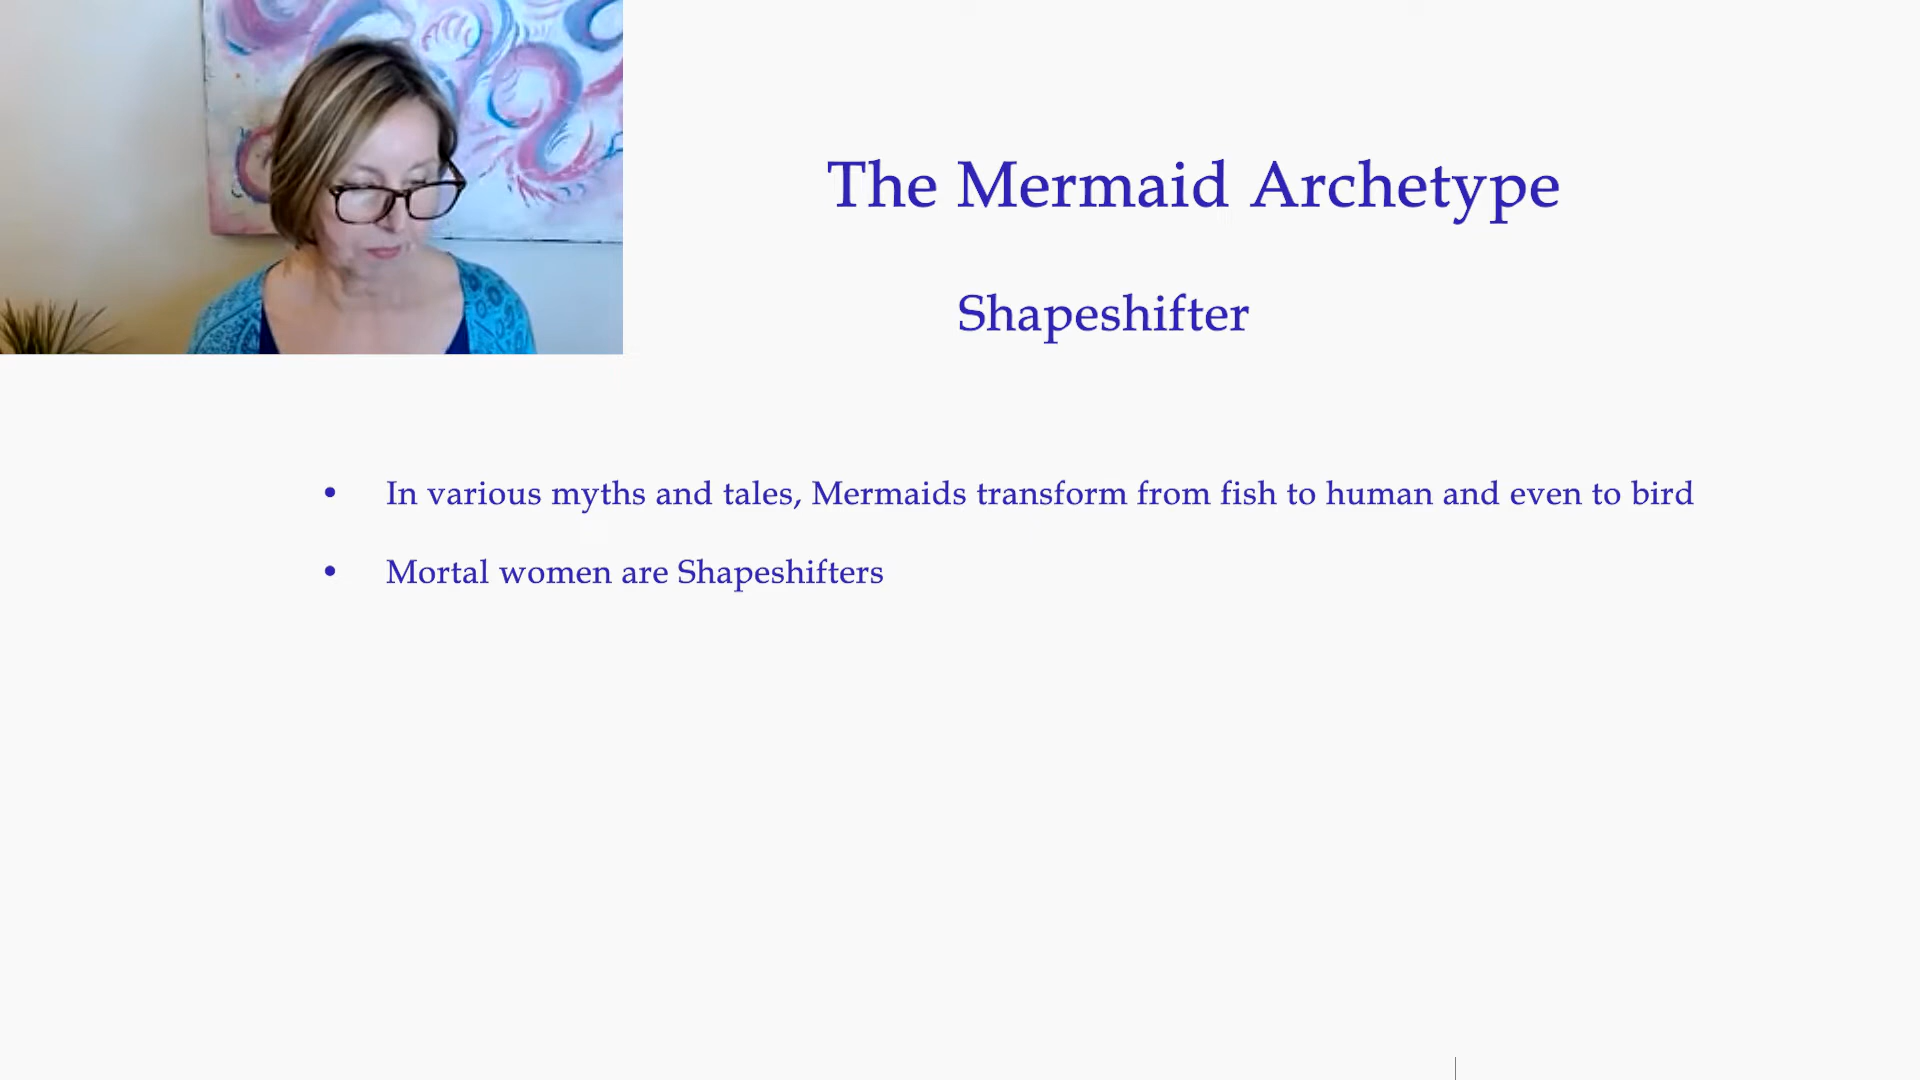 The Mermaid Archetype
Shapeshifter
• In various myths and tales, Mermaids transform from fish to human and even to bird
• Mortal women are Shapeshifters